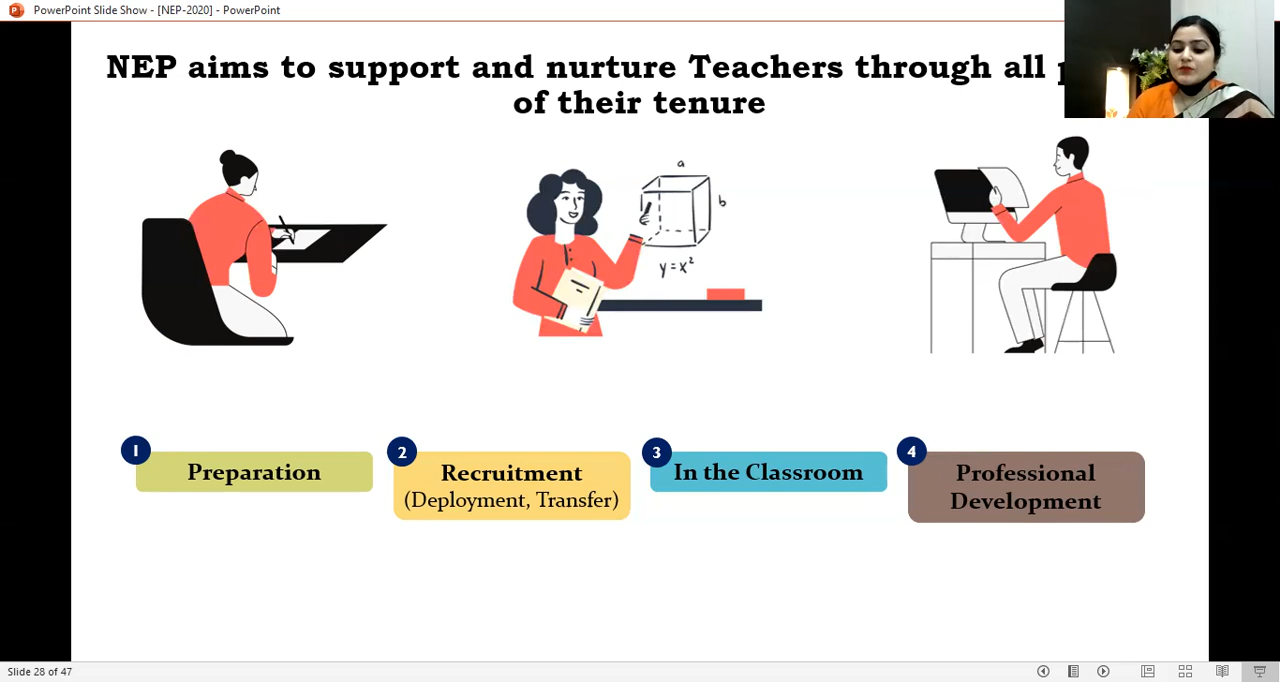 PowerPoint Slide Show - [NEP-2020] - PowerPoint
NEP aims to support and nurture Teachers through all
of their tenure
a
b
y=x²
1
Preparation
2
Recruitment
(Deployment, Transfer)
3
In the Classroom
4
Professional
Development
Slide 28 of 47